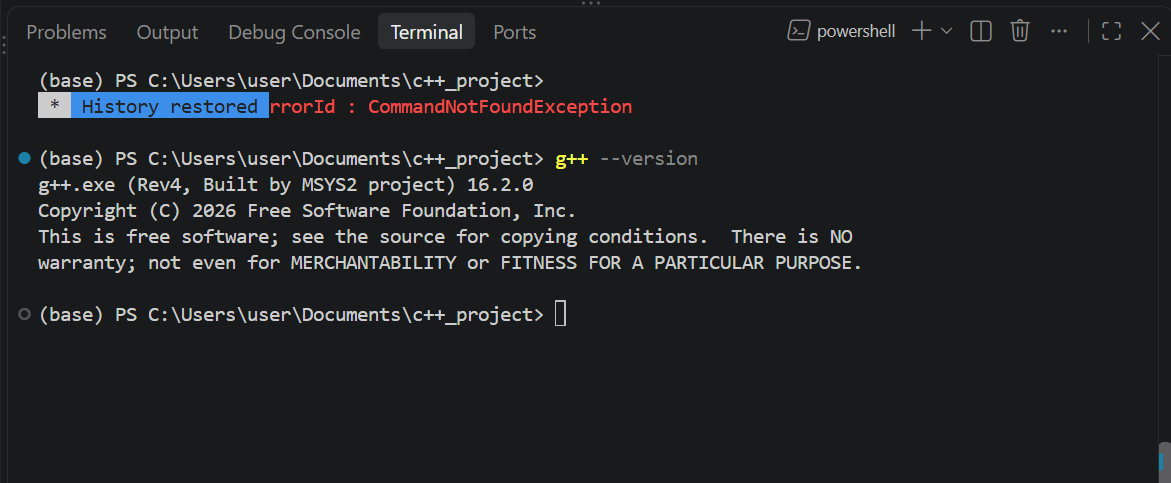 Problems Output Debug Console Terminal Ports powershell
(base) PS C:\Users\user\Documents\c++_project>
* History restored rrorId : CommandNotFoundException
(base) PS C:\Users\user\Documents\c++_project> g++ --version
g++.exe (Rev4, Built by MSYS2 project) 16.2.0
Copyright (C) 2026 Free Software Foundation, Inc.
This is free software; see the source for copying conditions.  There is NO
warranty; not even for MERCHANTABILITY or FITNESS FOR A PARTICULAR PURPOSE.
(base) PS C:\Users\user\Documents\c++_project>